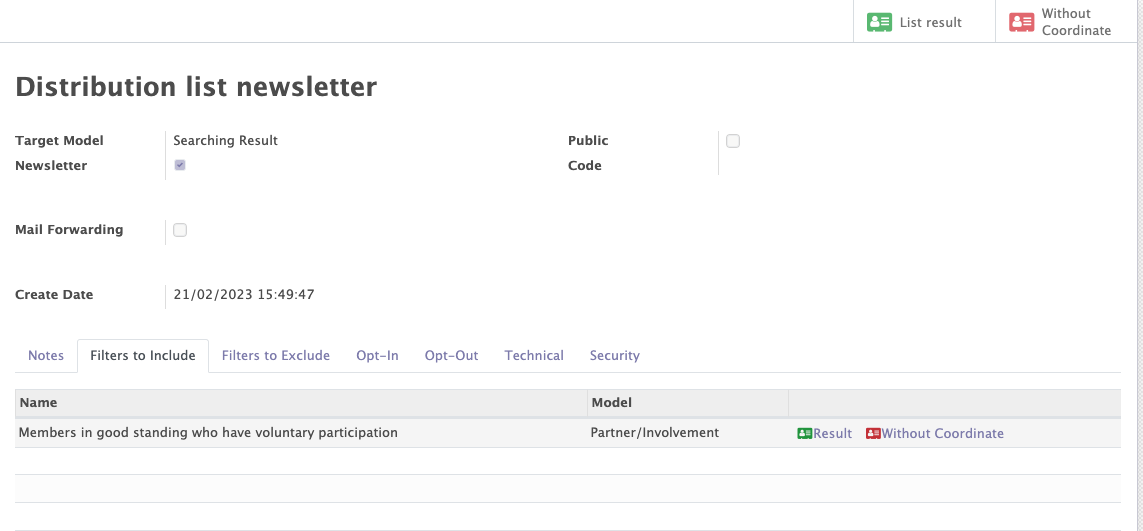 List result
Without
Coordinate
Distribution list newsletter
Target Model Searching Result Public
Newsletter Code
Mail Forwarding
Create Date 21/02/2023 15:49:47
Notes Filters to Include Filters to Exclude Opt-In Opt-Out Technical Security
Name Model
Members in good standing who have voluntary participation Partner/Involvement Result Without Coordinate